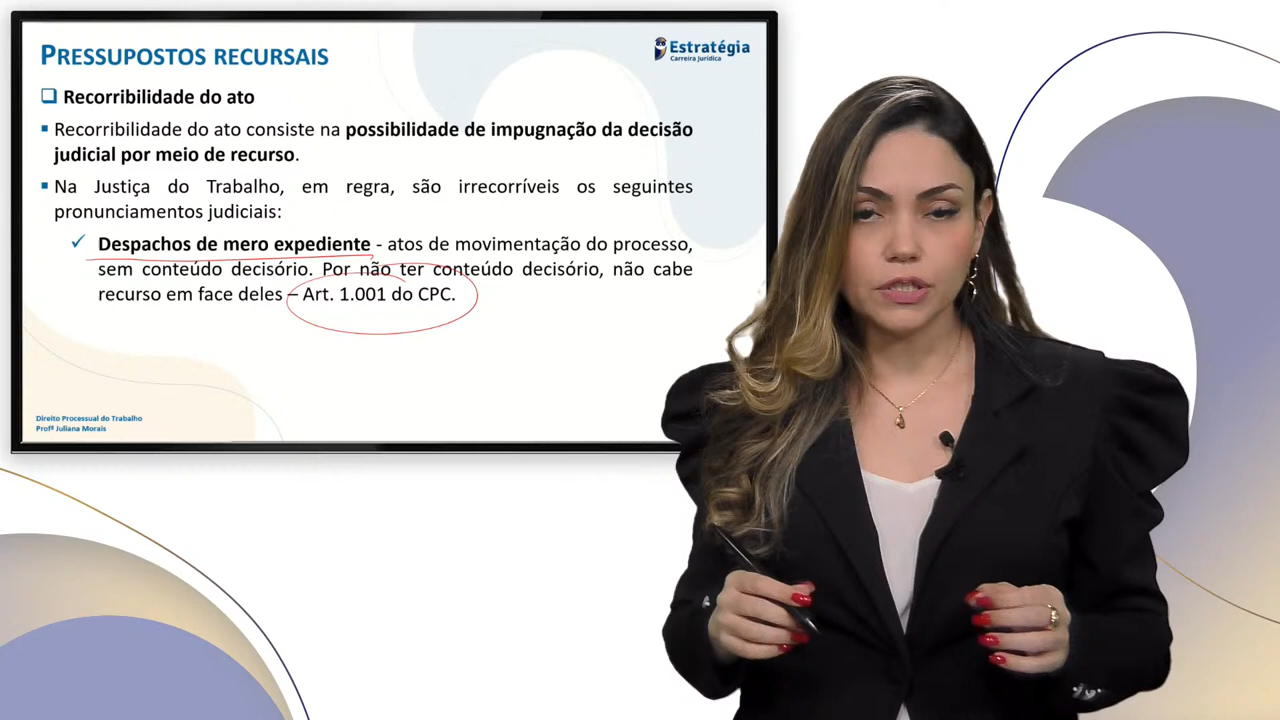 PRESSUPOSTOS RECURSAIS
Estratégia
Carreira Jurídica
Recorribilidade do ato
Recorribilidade do ato consiste na possibilidade de impugnação da decisão
judicial por meio de recurso.
Na Justiça do Trabalho, em regra, são irrecorríveis os seguintes
pronunciamentos judiciais:
Despachos de mero expediente - atos de movimentação do processo,
sem conteúdo decisório. Por não ter conteúdo decisório, não cabe
recurso em face deles – Art. 1.001 do CPC.
Direito Processual do Trabalho
Profª Juliana Morais